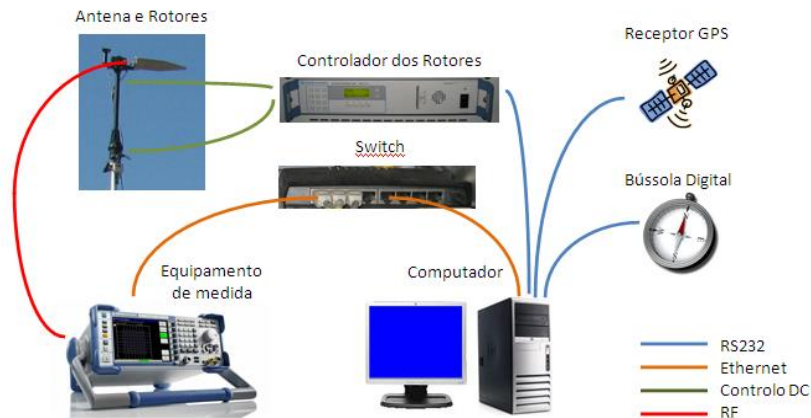 Antena e Rotores
Controlador dos Rotores
Receptor GPS
Switch
Bússola Digital
Equipamento
de medida
Computador
RS232
Ethernet
Controlo DC
RF